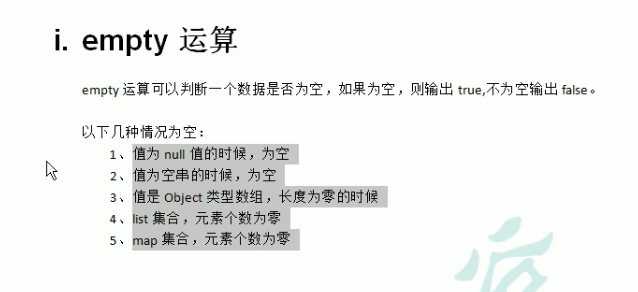 i. empty 运算
empty 运算可以判断一个数据是否为空，如果为空，则输出 true,不为空输出 false。
以下几种情况为空：
1、值为 null 值的时候，为空
2、值为空串的时候，为空
3、值是 Object 类型数组，长度为零的时候
4、list 集合，元素个数为零
5、map 集合，元素个数为零